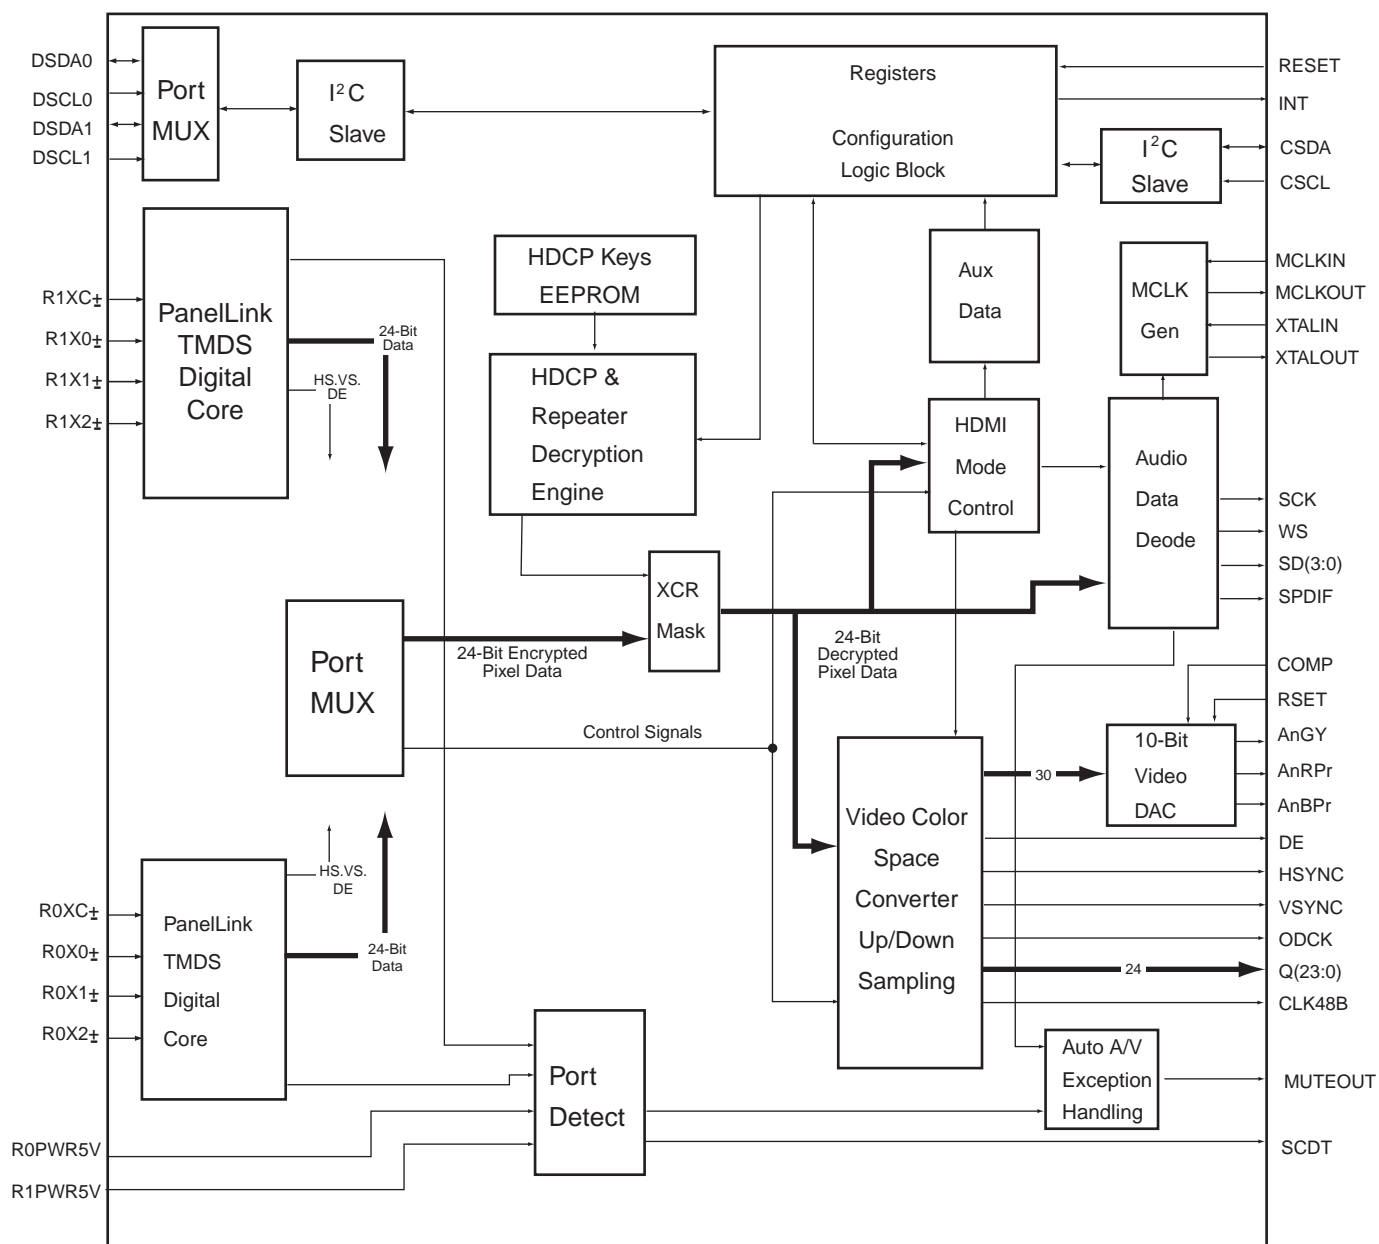 DSDA0
DSCL0
DSDA1
DSCL1
Port
MUX
I²C
Slave
Registers
Configuration
Logic Block
RESET
INT
I²C
Slave
CSDA
CSCL
R1XC±
R1X0±
R1X1±
R1X2±
PanelLink
TMDS
Digital
Core
24-Bit
Data
HS.VS.
DE
HDCP Keys
EEPROM
HDCP &
Repeater
Decryption
Engine
Aux
Data
HDMI
Mode
Control
MCLK
Gen
MCLKIN
MCLKOUT
XTALIN
XTALOUT
Audio
Data
Deode
SCK
WS
SD(3:0)
SPDIF
XCR
Mask
Port
MUX
24-Bit Encrypted
Pixel Data
24-Bit
Decrypted
Pixel Data
Control Signals
COMP
RSET
10-Bit
Video
DAC
AnGY
AnRPr
AnBPr
30
Video Color
Space
Converter
Up/Down
Sampling
DE
HSYNC
VSYNC
ODCK
24
Q(23:0)
CLK48B
HS.VS.
DE
24-Bit
Data
R0XC±
R0X0±
R0X1±
R0X2±
PanelLink
TMDS
Digital
Core
Port
Detect
Auto A/V
Exception
Handling
MUTEOUT
SCDT
R0PWR5V
R1PWR5V